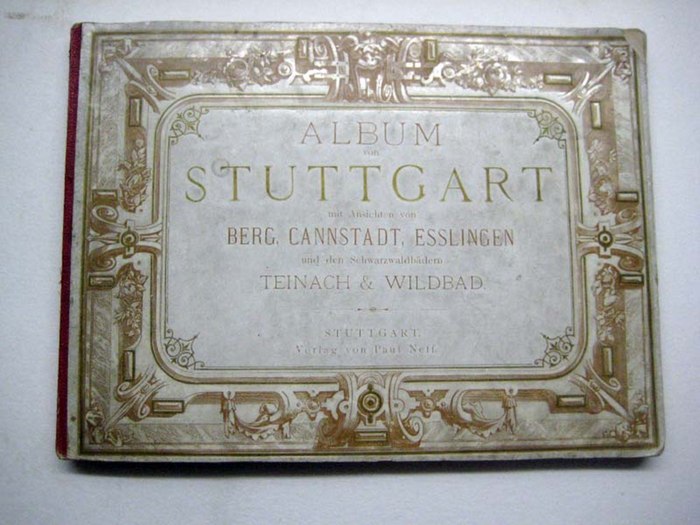 ALBUM
von
STUTTGART
mit Ansichten von
BERG, CANNSTADT, ESSLINGEN
und den Schwarzwaldbädern
TEINACH & WILDBAD
STUTTGART.
Verlag von Paul Neff.